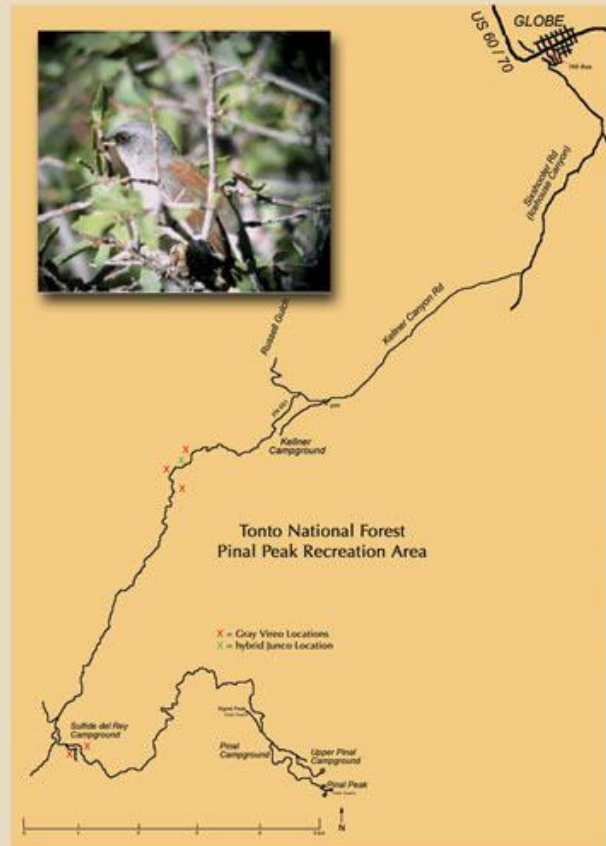 GLOBE
US 60 / 70
Sixshooter Rd
(Icehouse Canyon)
Kellner Canyon Rd
Russell Gulch
Kellner
Campground
Tonto National Forest
Pinal Peak Recreation Area
X = Gray Vireo Locations
X = hybrid Junco Location
Sulfide del Rey
Campground
Signal Peak
Pinal
Campground
Upper Pinal
Campground
Pinal Peak
N